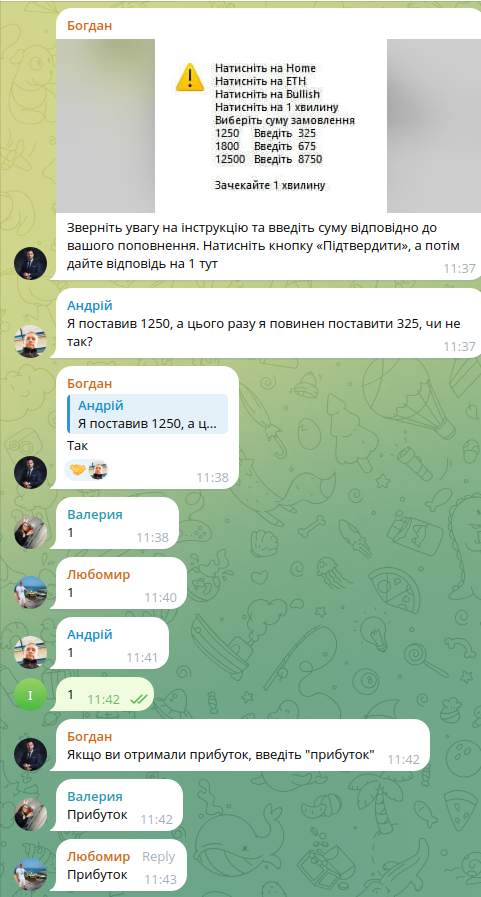 Богдан
Натисніть на Home
Натисніть на ETH
Натисніть на Bullish
Натисніть на 1 хвилину
Виберіть суму замовлення
1250 Введіть 325
1800 Введіть 675
12500 Введіть 8750
Зачекайте 1 хвилину
Зверніть увагу на інструкцію та введіть суму відповідно до
вашого поповнення. Натисніть кнопку «Підтвердити», а потім
дайте відповідь на 1 тут
11:37
Андрій
Я поставив 1250, а цього разу я повинен поставити 325, чи не
так?
11:37
Богдан
Андрій
Я поставив 1250, а ц...
Так
11:38
Валерия
1 11:38
Любомир
1 11:40
Андрій
1 11:41
І
1 11:42
Богдан
Якщо ви отримали прибуток, введіть "прибуток" 11:42
Валерия
Прибуток 11:42
Любомир Reply
Прибуток 11:43